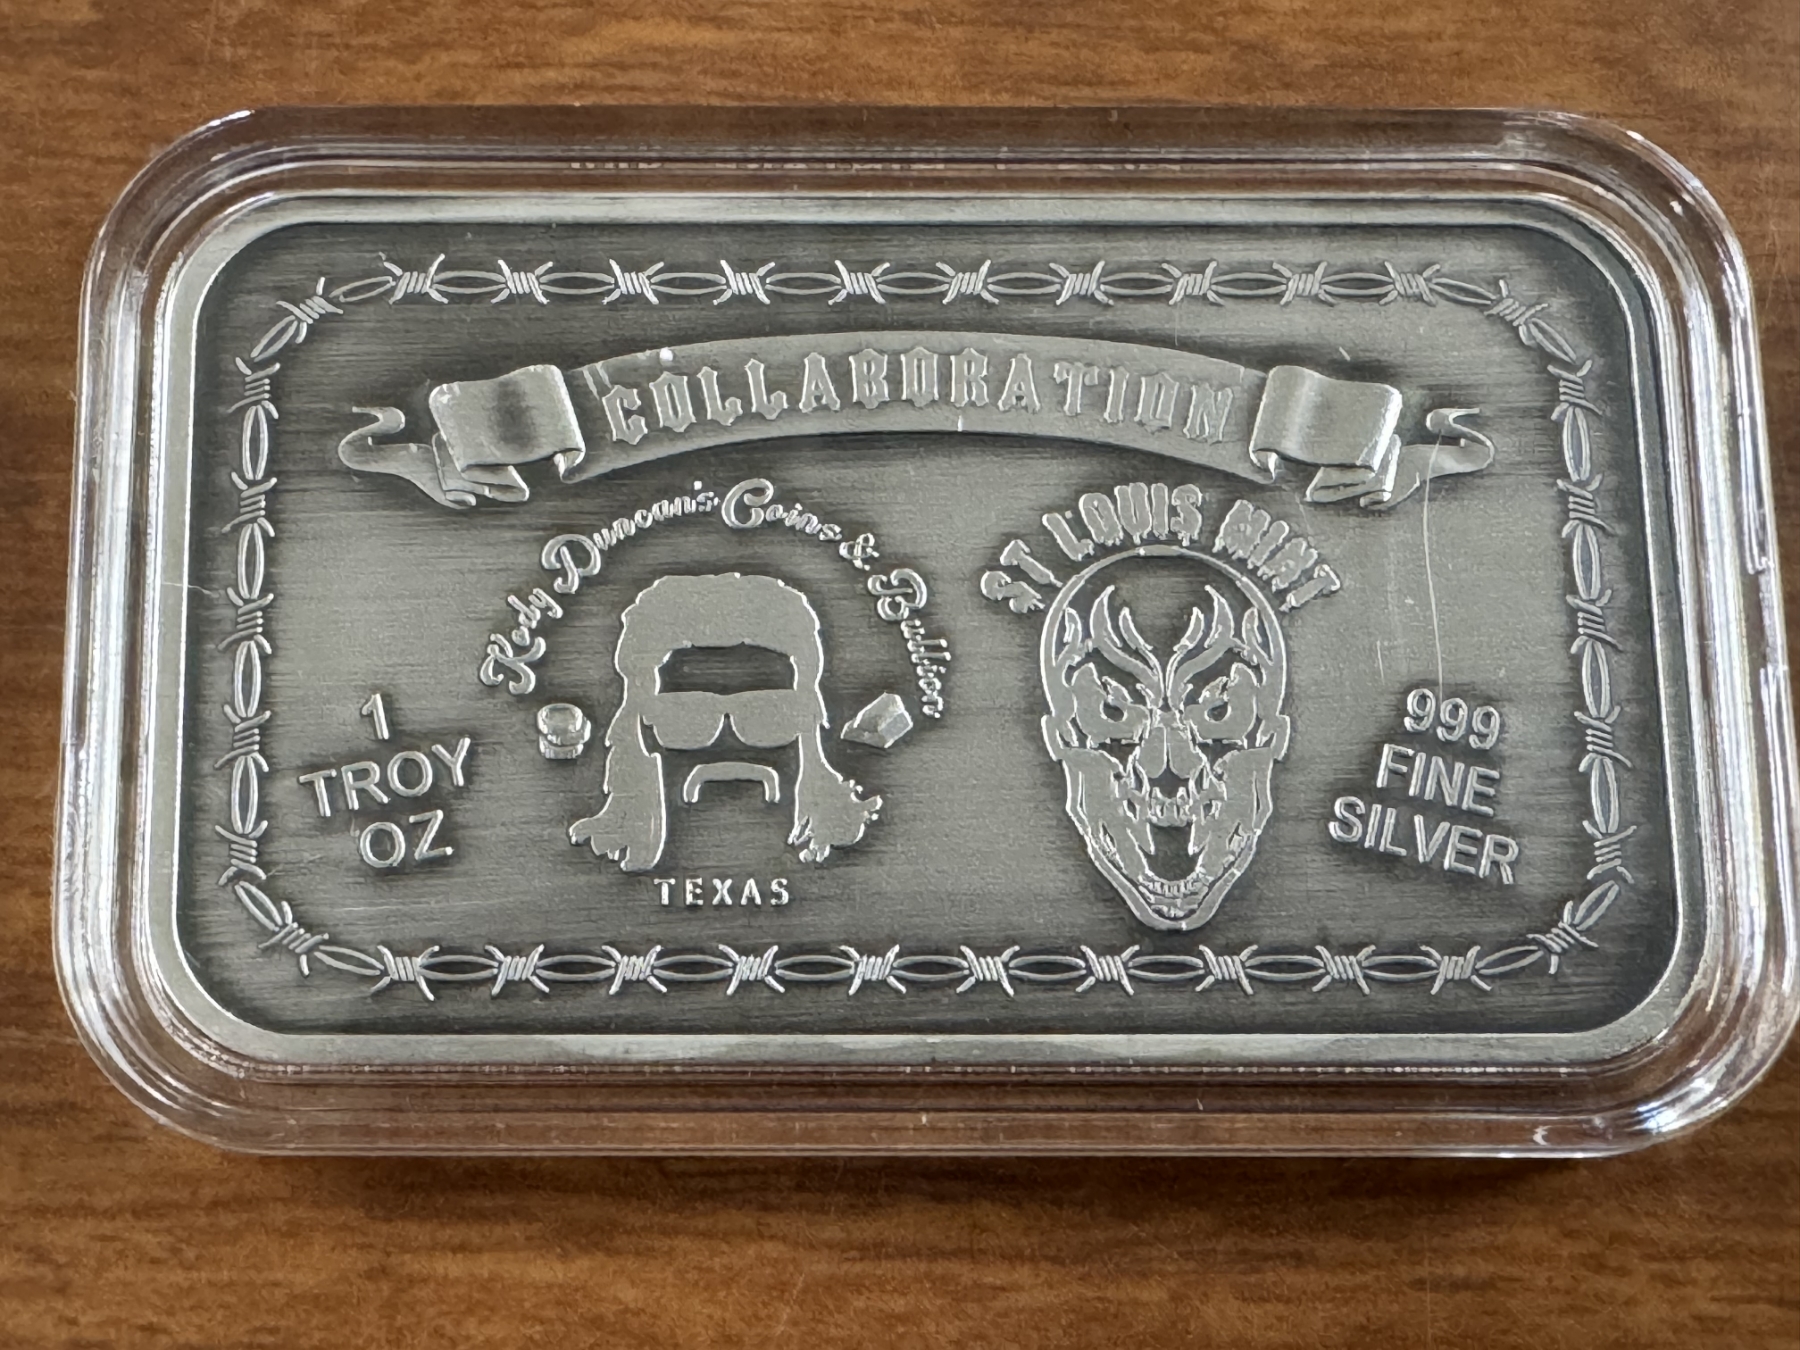 COLLABORATION
Kody Duncan's Coins & Bullion
ST LOUIS MINT
1
TROY
OZ
TEXAS
999
FINE
SILVER